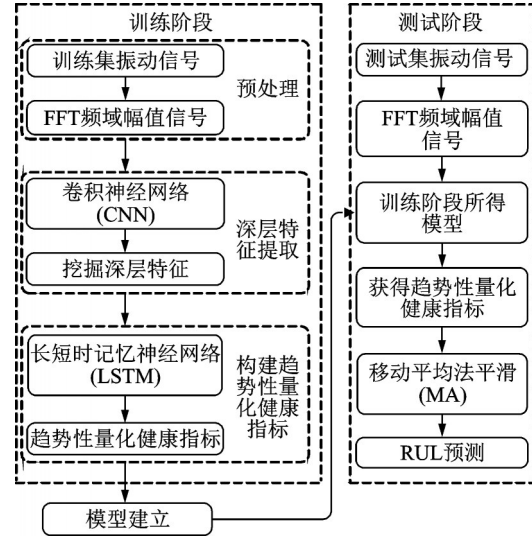 训练阶段
训练集振动信号
FFT频域幅值信号
预处理
卷积神经网络
(CNN)
挖掘深层特征
深层特
征提取
长短时记忆神经网络
(LSTM)
趋势性量化健康指标
构建趋
势性量
化健康
指标
模型建立
测试阶段
测试集振动信号
FFT频域幅值
信号
训练阶段所得
模型
获得趋势性量化
健康指标
移动平均法平滑
(MA)
RUL预测